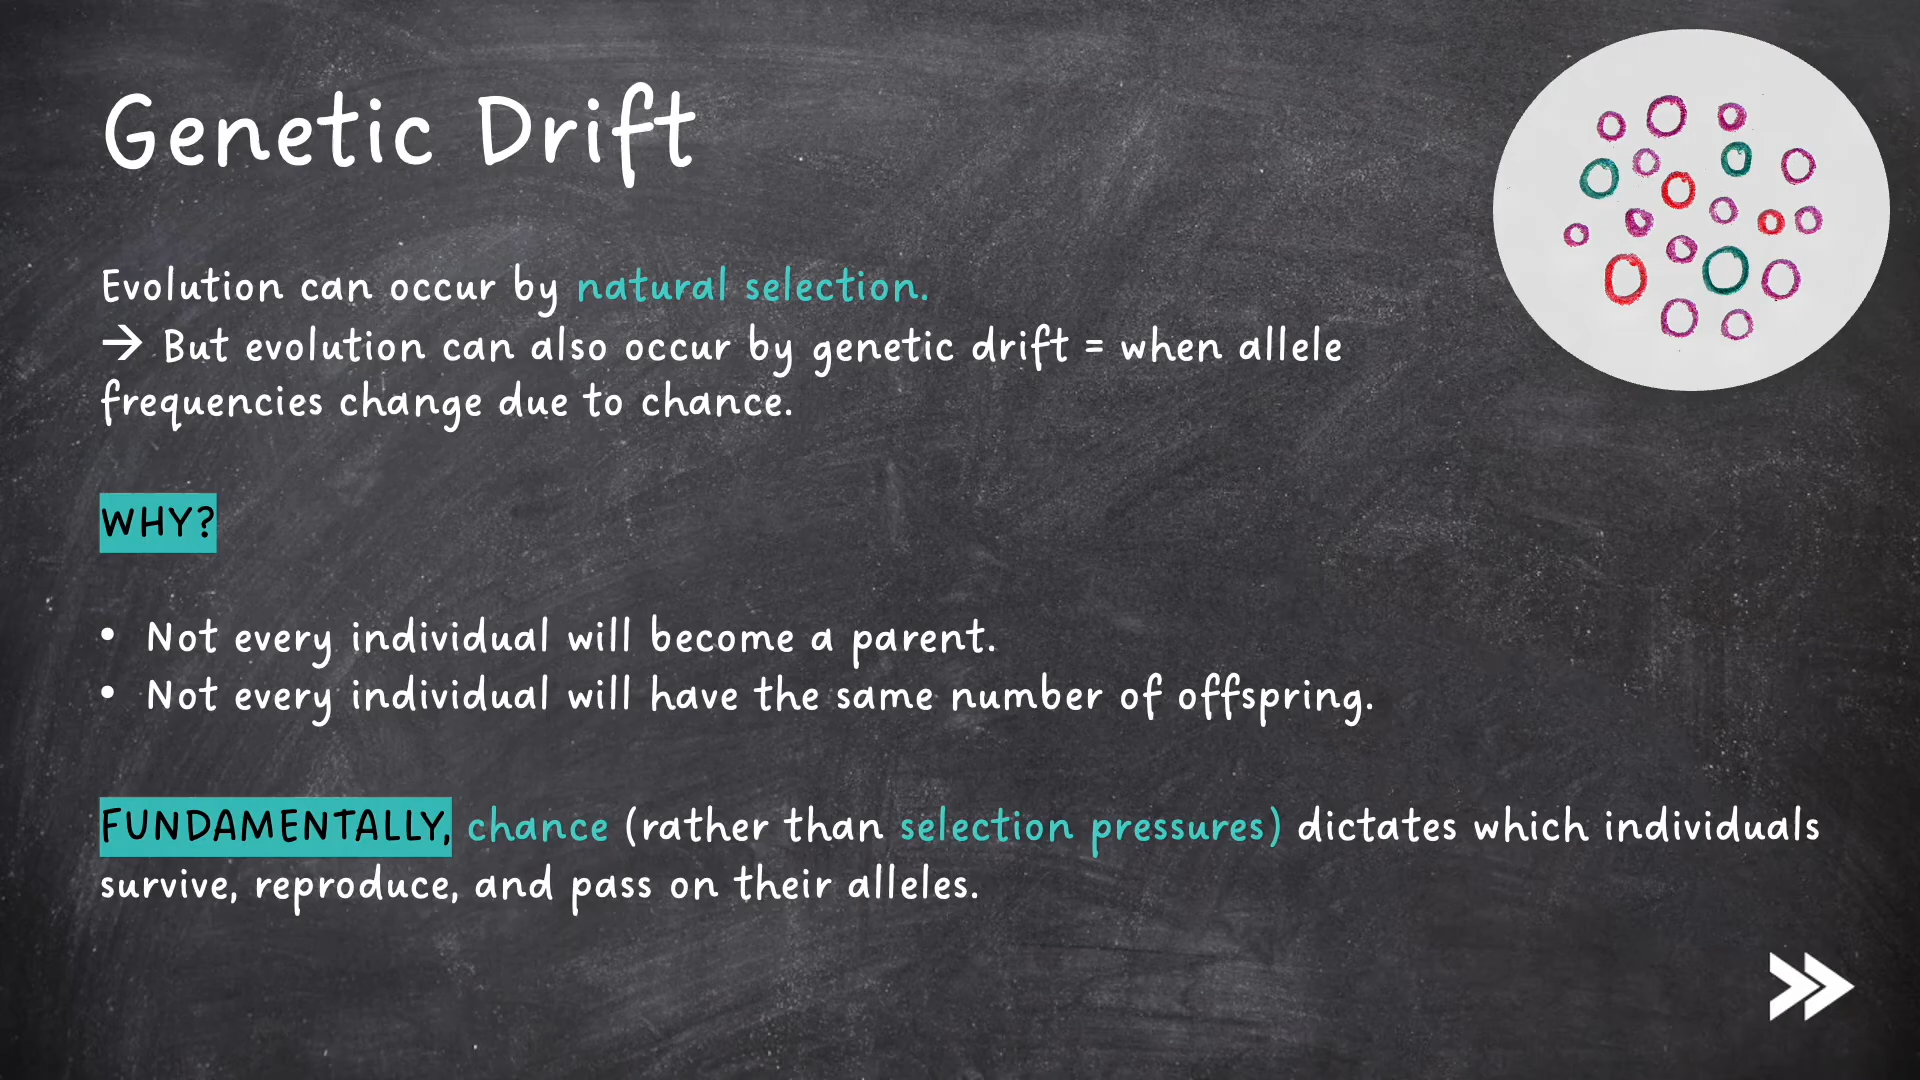 Genetic Drift
Evolution can occur by natural selection.
→ But evolution can also occur by genetic drift = when allele
frequencies change due to chance.
WHY?
• Not every individual will become a parent.
• Not every individual will have the same number of offspring.
FUNDAMENTALLY, chance (rather than selection pressures) dictates which individuals
survive, reproduce, and pass on their alleles.